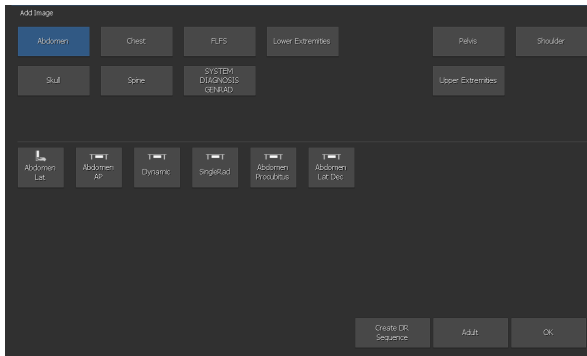 Add Image
Abdomen
Chest
FLFS
Lower Extremities
Pelvis
Shoulder
Skull
Spine
SYSTEM
DIAGNOSIS
GENRAD
Upper Extremities
Abdomen
Lat
Abdomen
AP
Dynamic
SingleRad
Abdomen
Procubitus
Abdomen
Lat Dec
Create DR
Sequence
Adult
OK